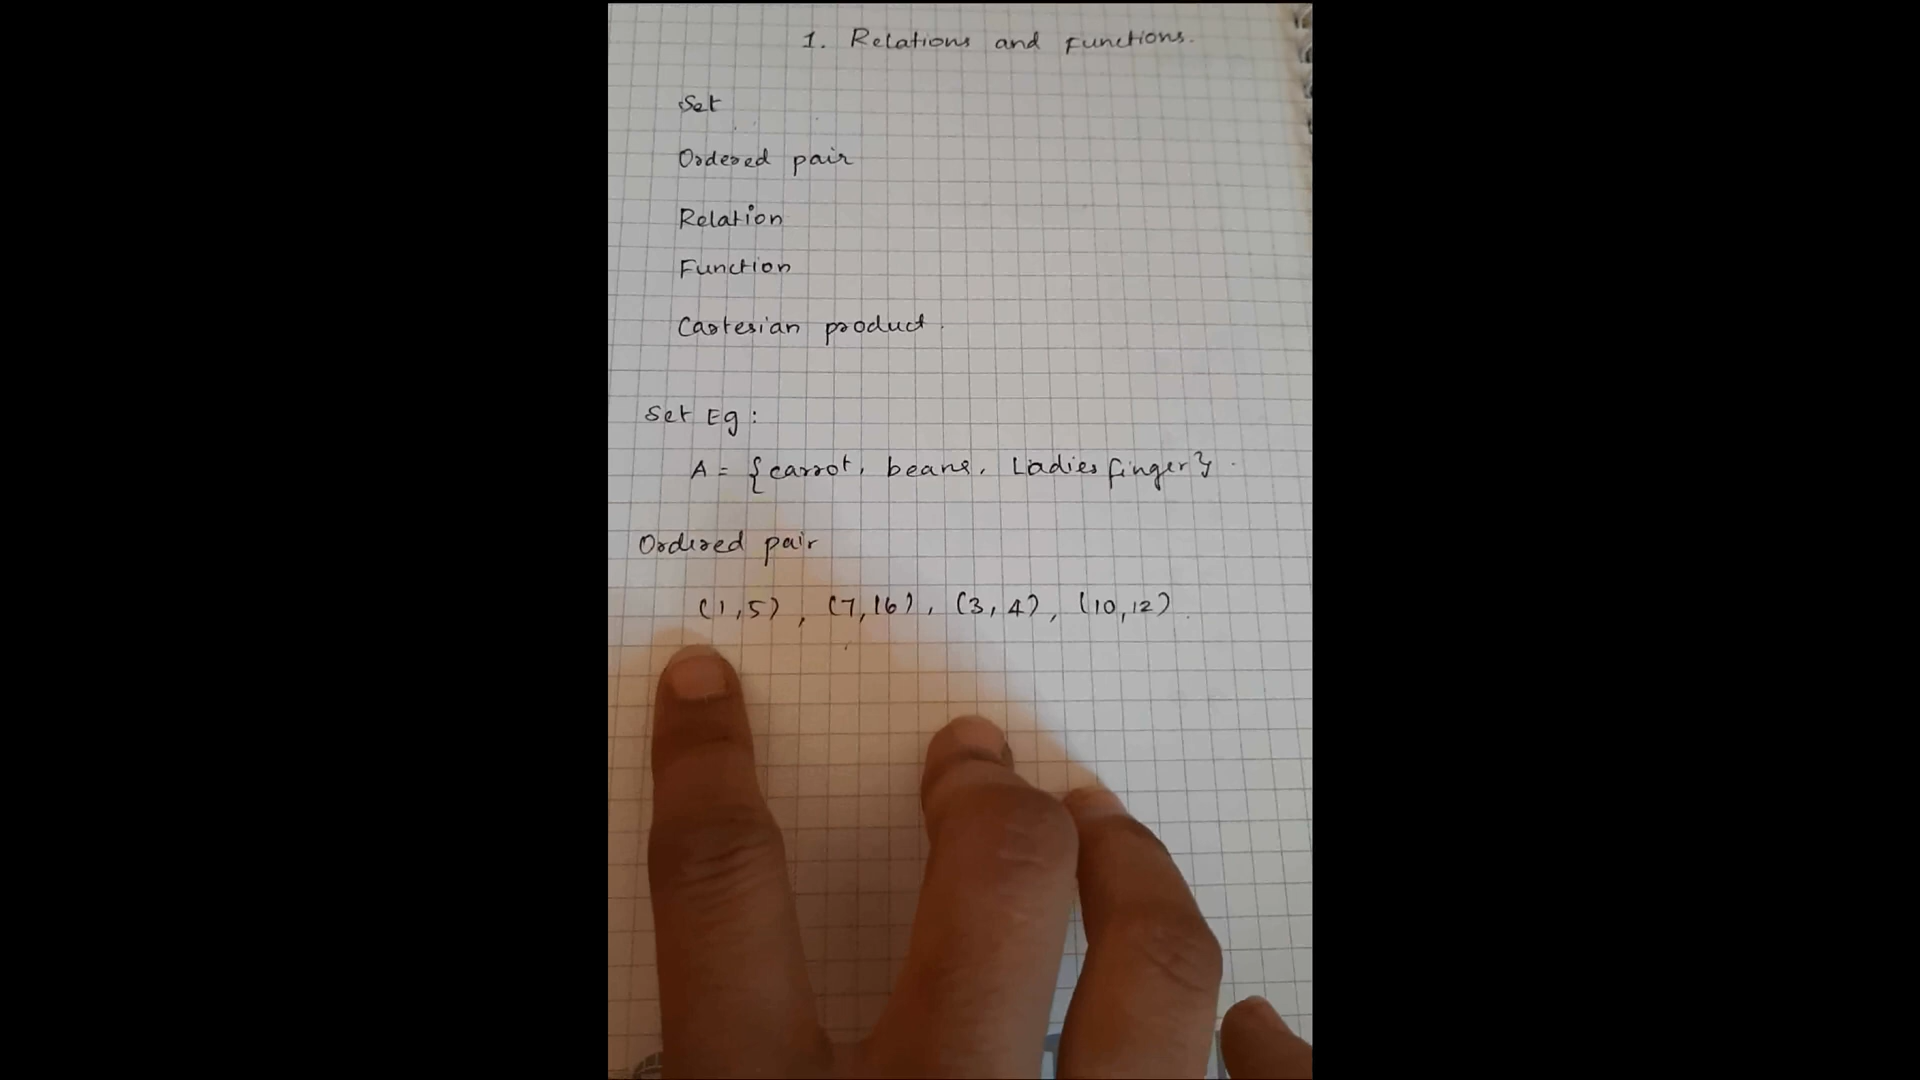 1. Relations and Functions.
Set
Ordered pair
Relation
Function
Cartesian product.
Set Eg:
A = {carrot, beans, Ladies finger}.
Ordered pair
(1,5), (7,16), (3,4), (10,12).